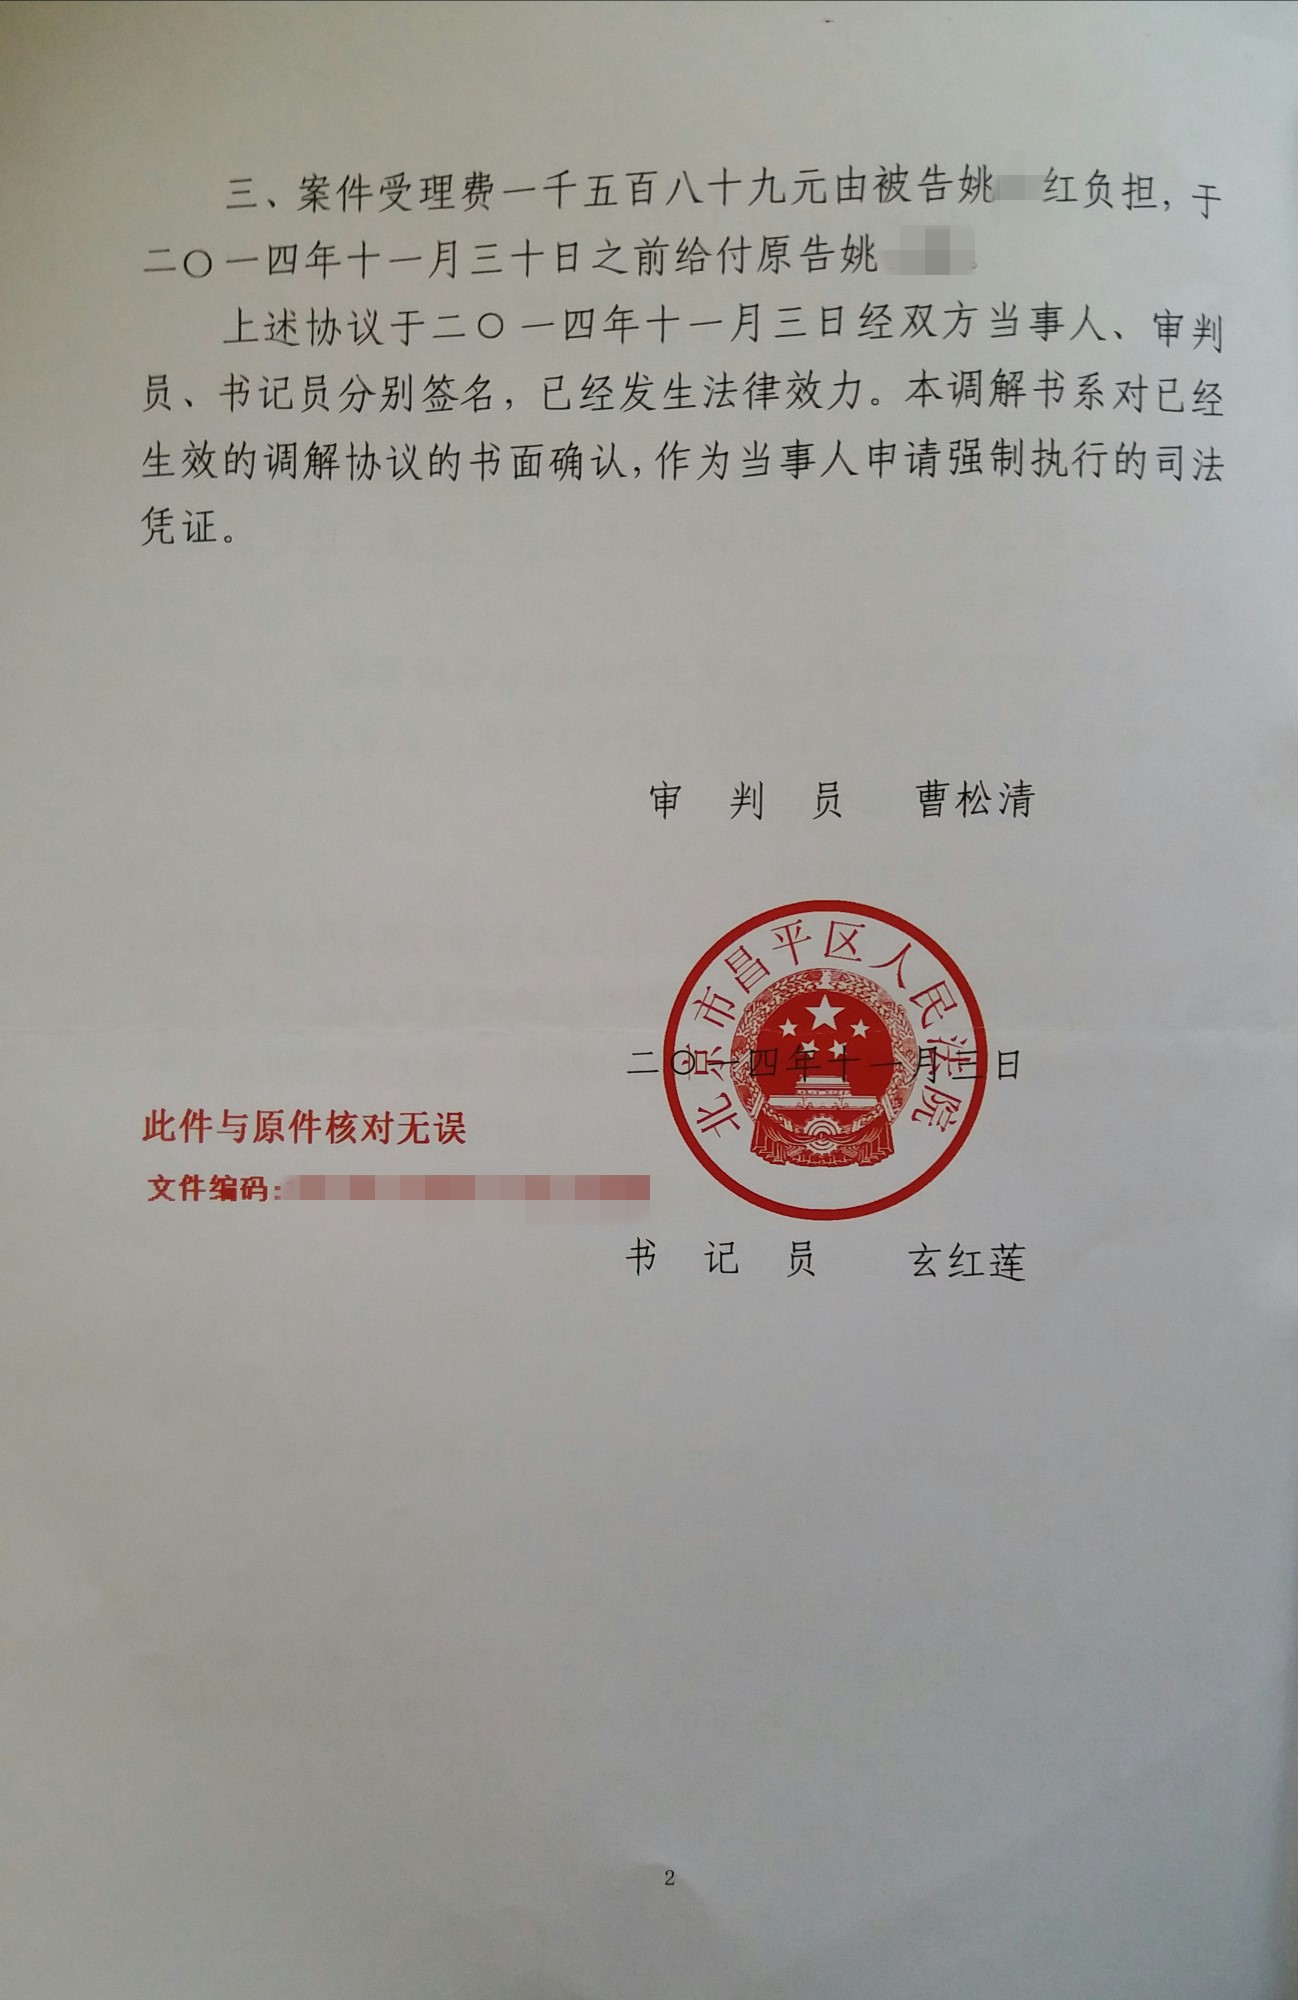 三、案件受理费一千五百八十九元由被告姚 红负担，于
二〇一四年十一月三十日之前给付原告姚
上述协议于二〇一四年十一月三日经双方当事人、审判
员、书记员分别签名，已经发生法律效力。本调解书系对已经
生效的调解协议的书面确认，作为当事人申请强制执行的司法
凭证。
审 判 员 曹松清
北京市昌平区人民法院
二〇一四年十一月三日
此件与原件核对无误
文件编码：
书 记 员 玄红莲
2